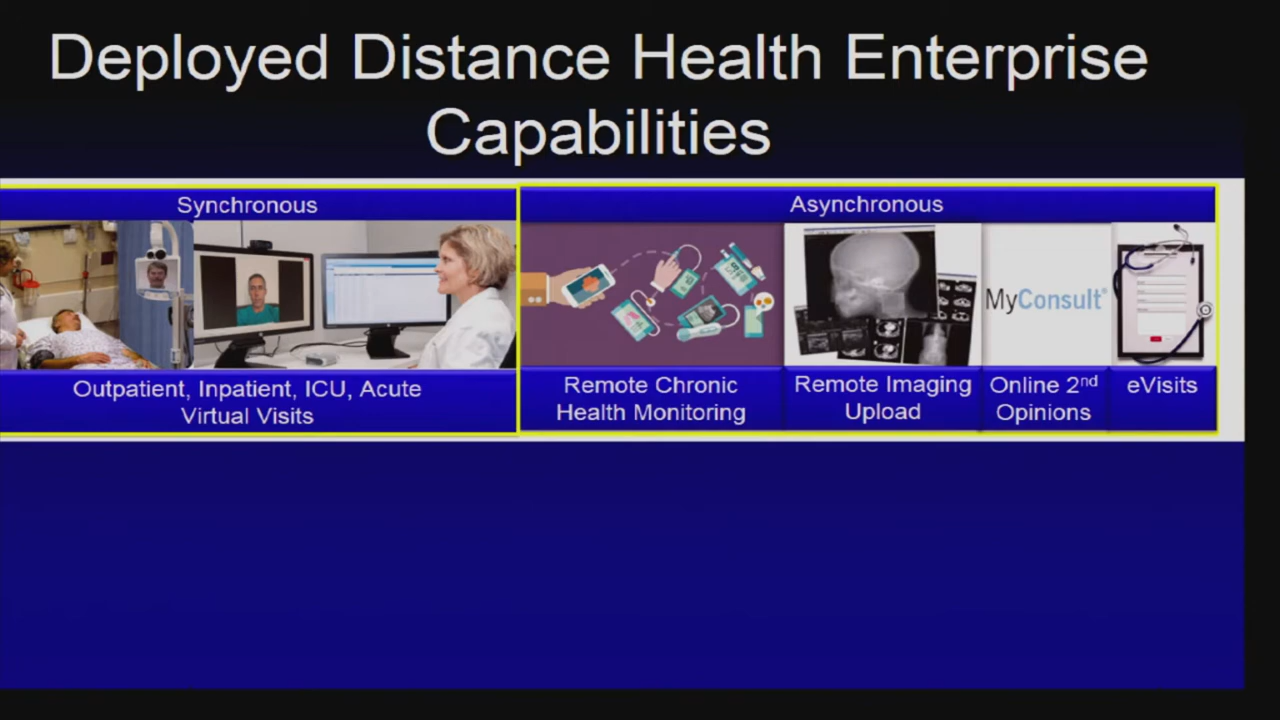 Deployed Distance Health Enterprise
Capabilities
Synchronous
Asynchronous
MyConsult®
Outpatient, Inpatient, ICU, Acute
Virtual Visits
Remote Chronic
Health Monitoring
Remote Imaging
Upload
Online 2nd
Opinions
eVisits